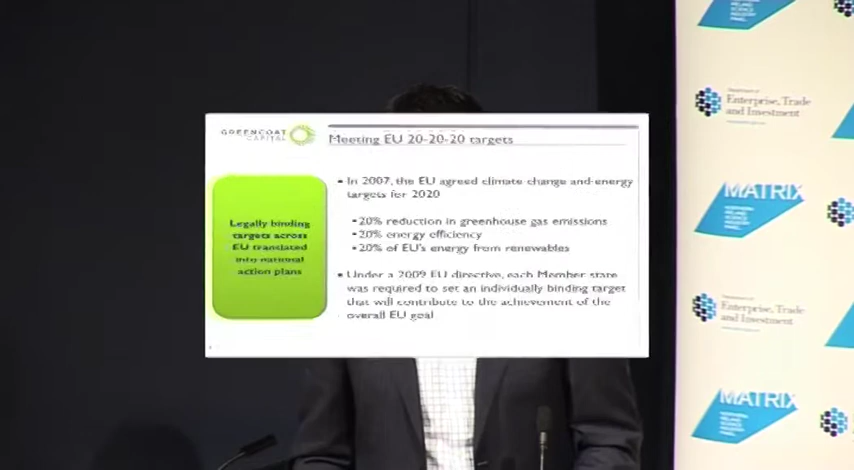 GREENCOAT
CAPITAL
Meeting EU 20-20-20 targets
Legally binding
targets across
EU translated
into national
action plans
• In 2007, the EU agreed climate change and energy
targets for 2020
• 20% reduction in greenhouse gas emissions
• 20% energy efficiency
• 20% of EU's energy from renewables
• Under a 2009 EU directive, each Member state
was required to set an individually binding target
that will contribute to the achievement of the
overall EU goal
Enterprise, Trade
and Investment
MATRIX
Enterprise, Trade
and Investment
MATRIX